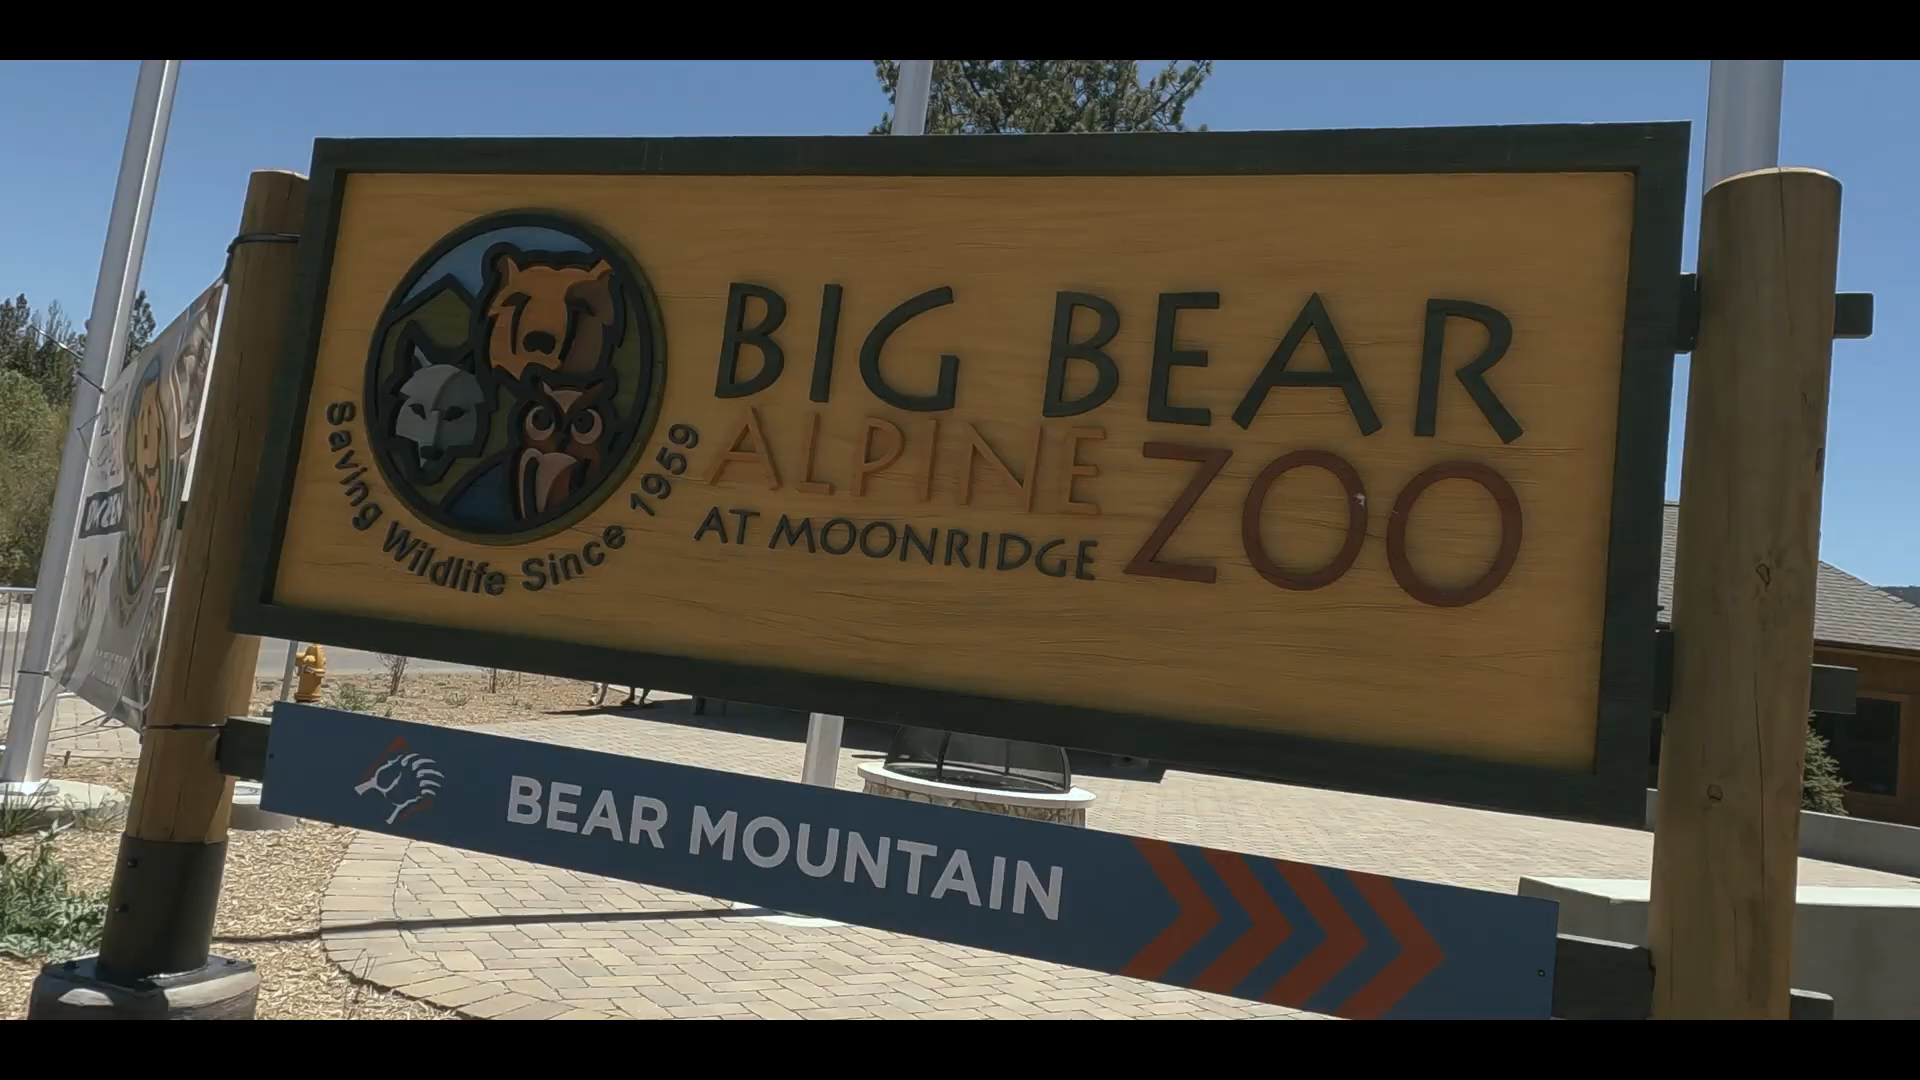 BIG BEAR
ALPINE ZOO
AT MOONRIDGE
Saving Wildlife Since 1959
BEAR MOUNTAIN